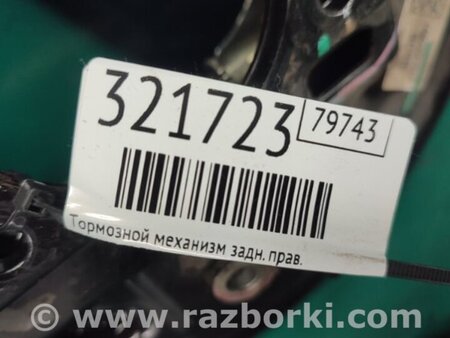 321723
79743
Тормозной механизм задн. прав.
www.razborki.com